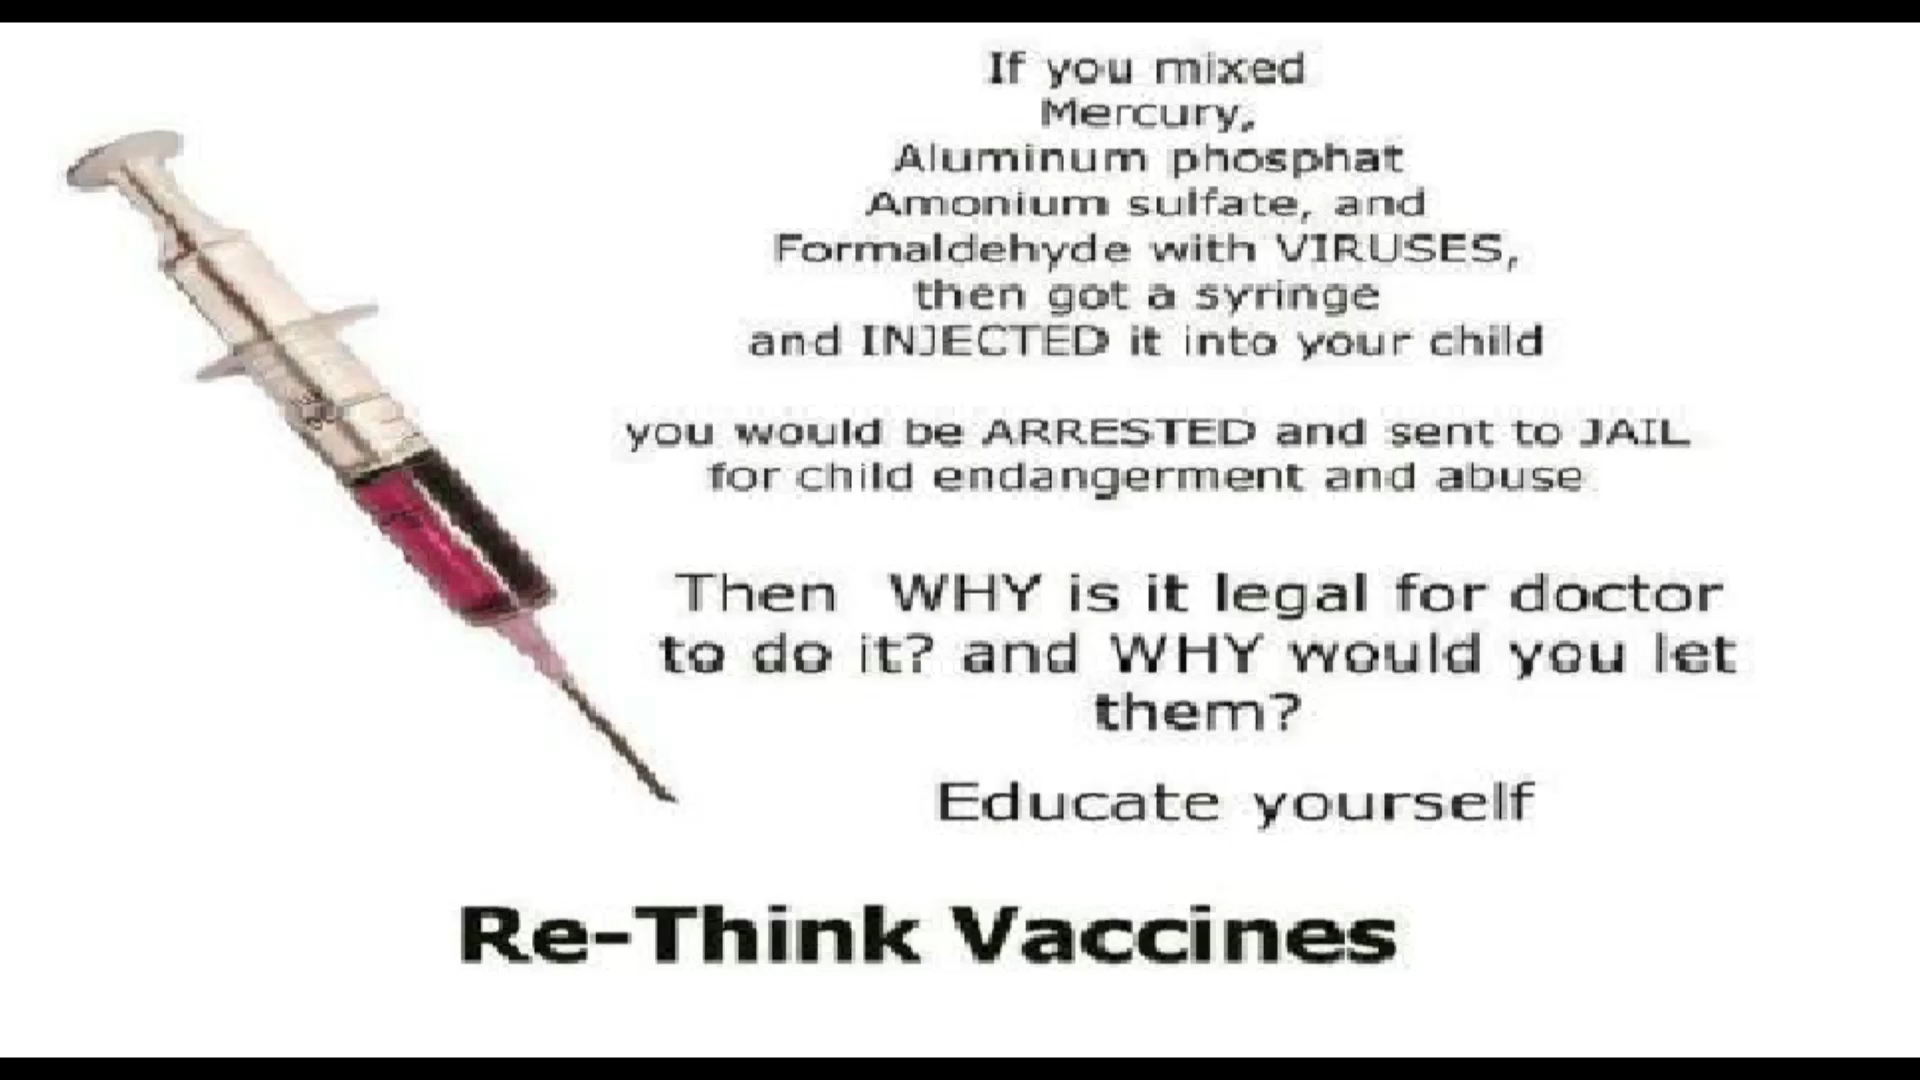 If you mixed
Mercury,
Aluminum phosphat
Amonium sulfate, and
Formaldehyde with VIRUSES,
then got a syringe
and INJECTED it into your child
you would be ARRESTED and sent to JAIL
for child endangerment and abuse
Then WHY is it legal for doctor
to do it? and WHY would you let
them?
Educate yourself
Re-Think Vaccines